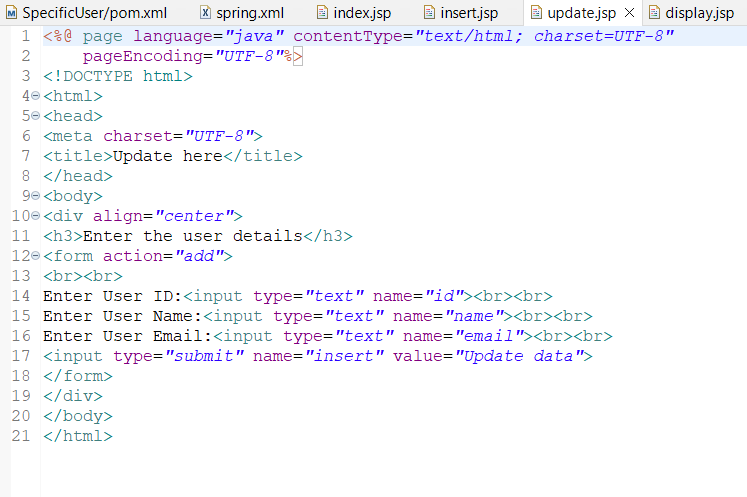 SpecificUser/pom.xml spring.xml index.jsp insert.jsp update.jsp display.jsp
1 <%@ page language="java" contentType="text/html; charset=UTF-8"
2     pageEncoding="UTF-8"%>
3 <!DOCTYPE html>
4 <html>
5 <head>
6 <meta charset="UTF-8">
7 <title>Update here</title>
8 </head>
9 <body>
10 <div align="center">
11 <h3>Enter the user details</h3>
12 <form action="add">
13 <br><br>
14 Enter User ID:<input type="text" name="id"><br><br>
15 Enter User Name:<input type="text" name="name"><br><br>
16 Enter User Email:<input type="text" name="email"><br><br>
17 <input type="submit" name="insert" value="Update data">
18 </form>
19 </div>
20 </body>
21 </html>